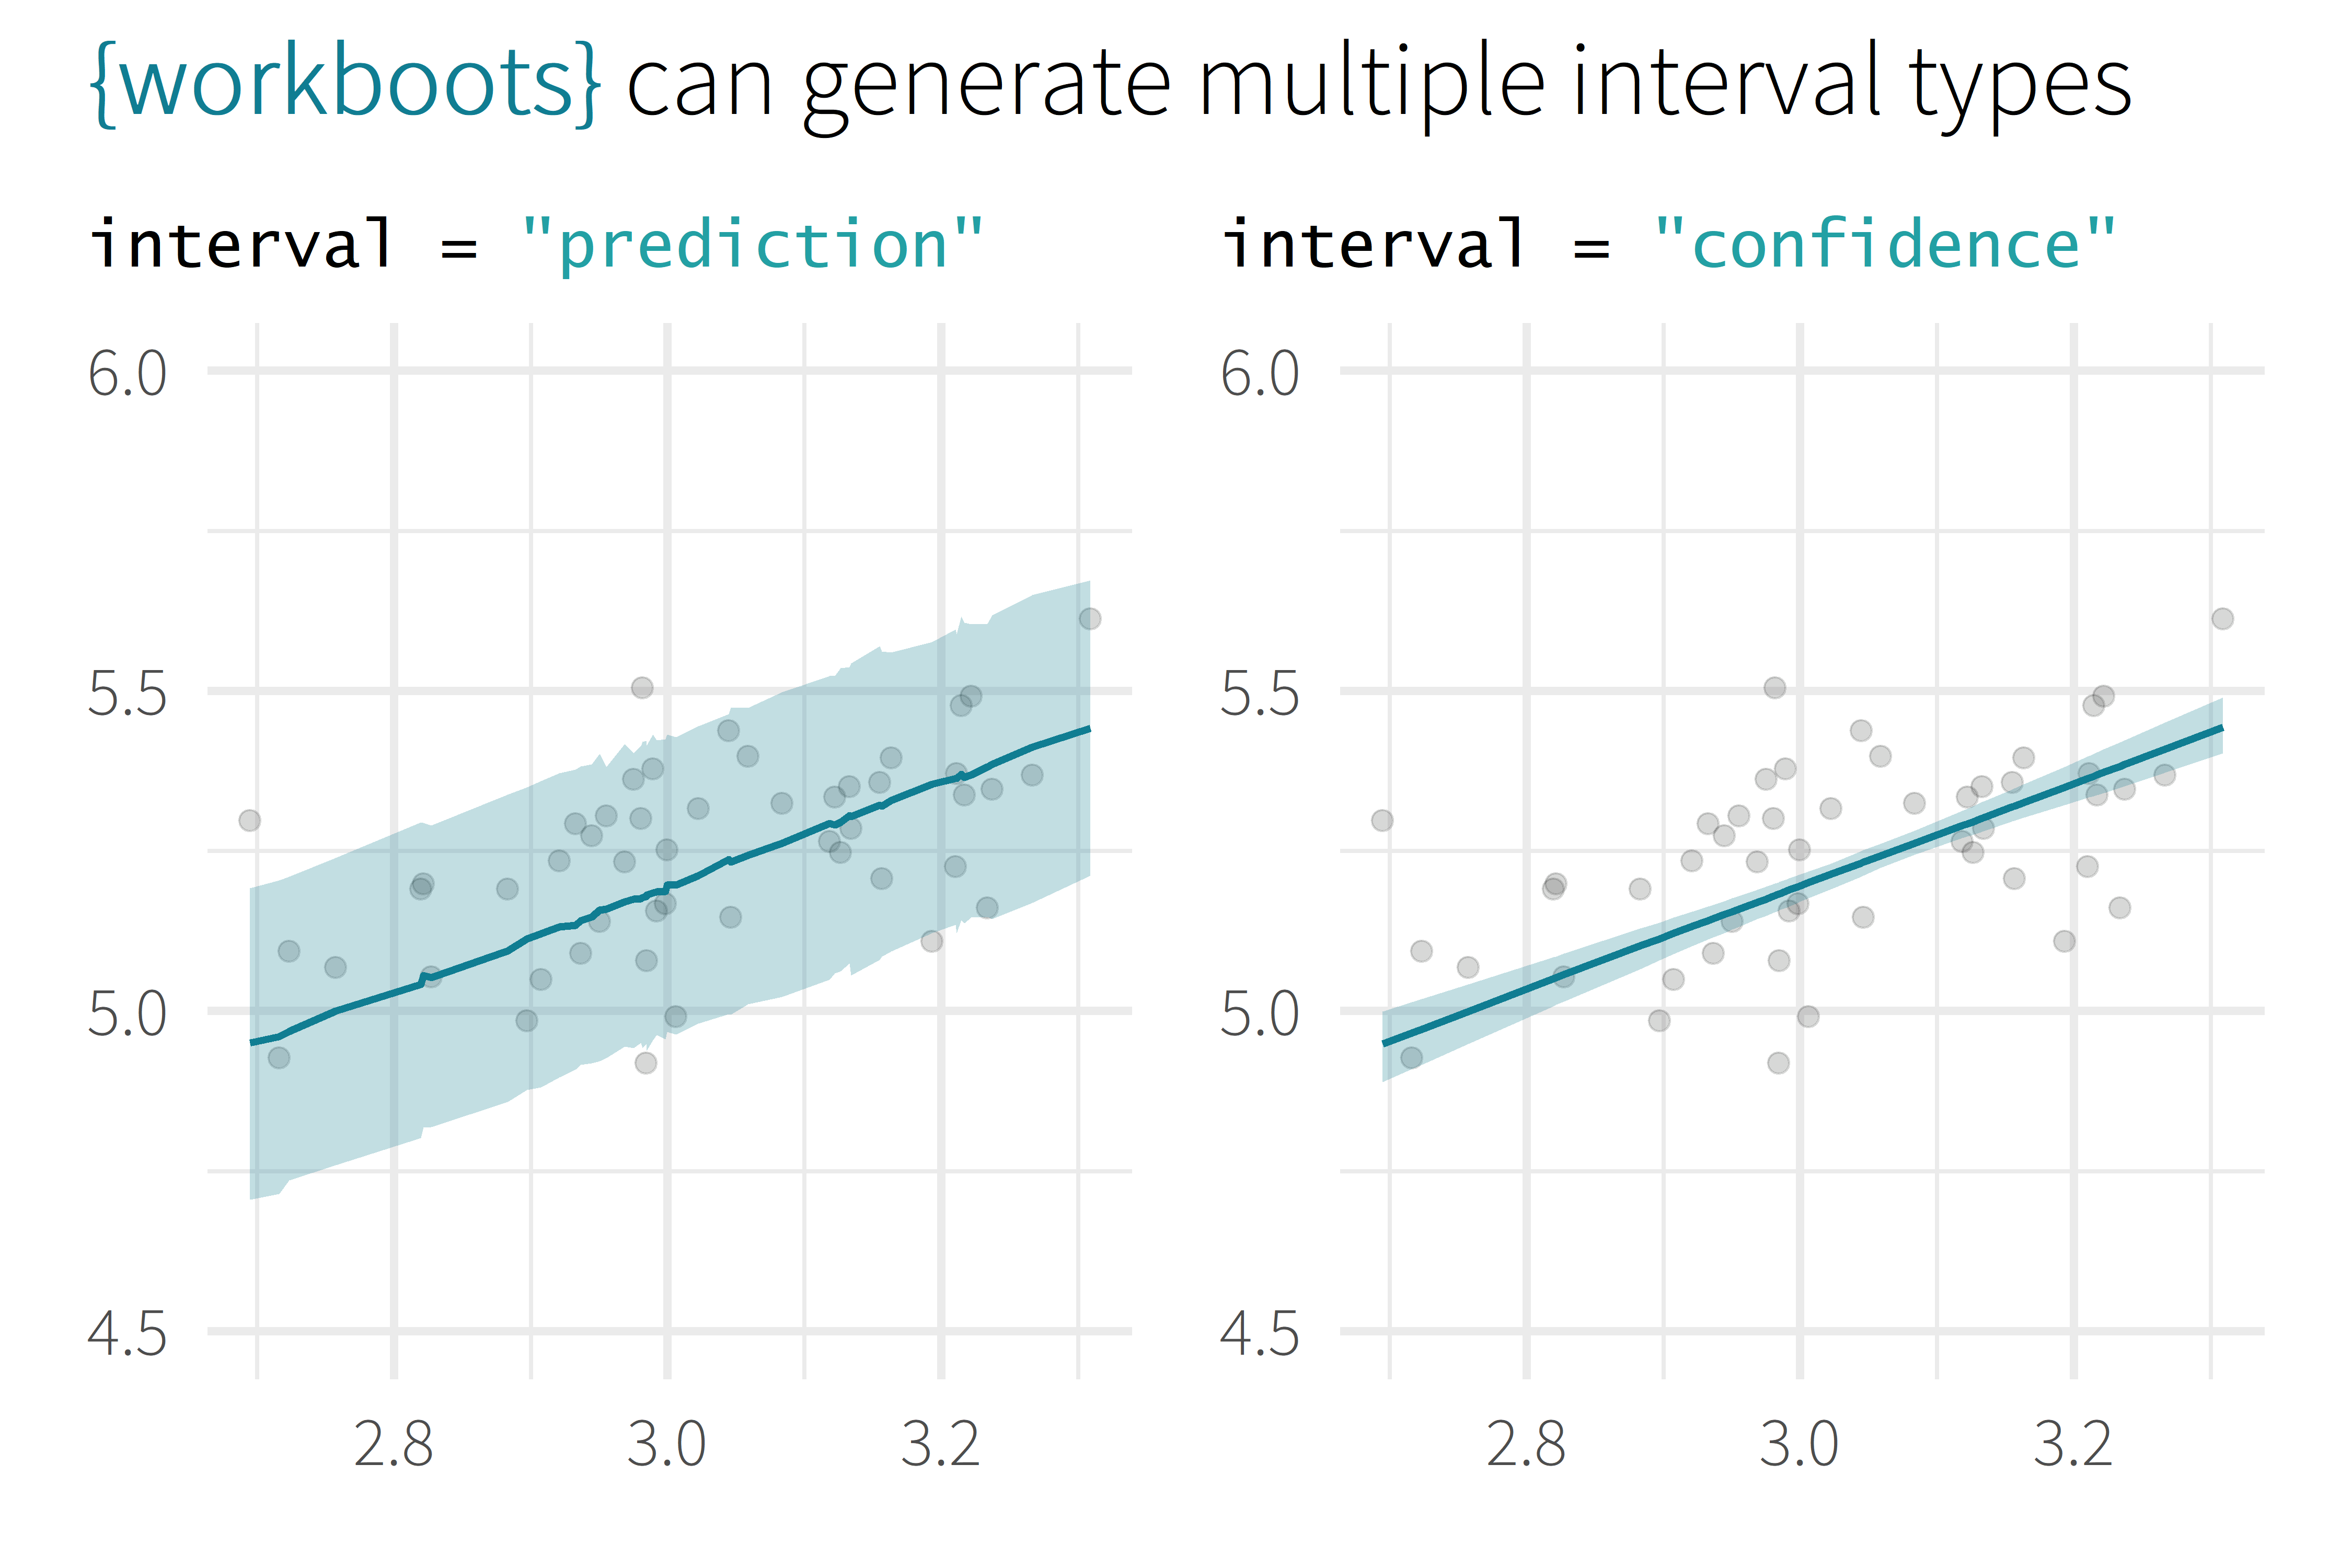 {workboots} can generate multiple interval types
interval = "prediction"
interval = "confidence"
6.0
5.5
5.0
4.5
2.8 3.0 3.2
6.0
5.5
5.0
4.5
2.8 3.0 3.2